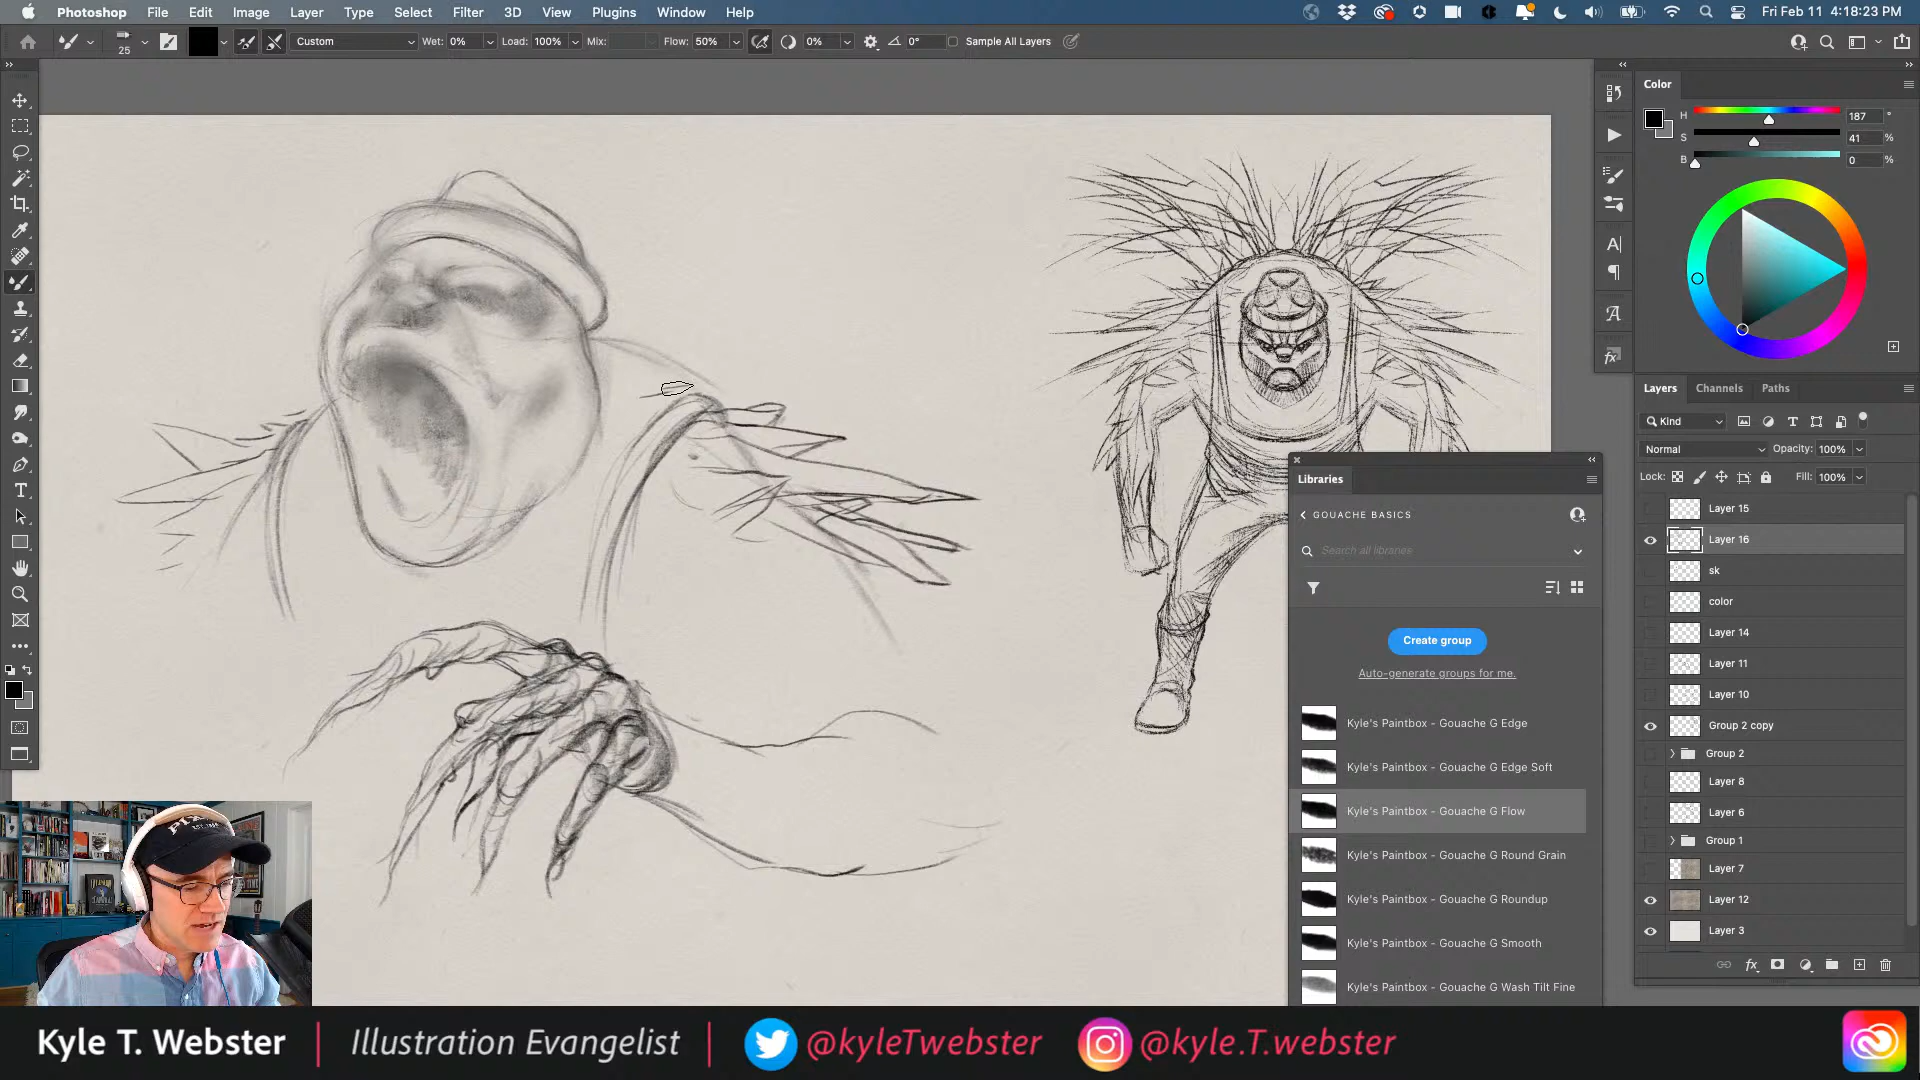 Photoshop File Edit Image Layer Type Select Filter 3D View Plugins Window Help Fri Feb 11 4:18:23 PM
25 Custom Wet: 0% Load: 100% Mix: Flow: 50% 0% 0° Sample All Layers
Color
H 187 °
S 41 %
B 0 %
Layers Channels Paths
Kind
Normal Opacity: 100%
Lock: Fill: 100%
Layer 15
Layer 16
sk
color
Layer 14
Layer 11
Layer 10
Group 2 copy
Group 2
Layer 8
Layer 6
Group 1
Layer 7
Layer 12
Layer 3
Libraries
GOUACHE BASICS
Search all libraries
Create group
Auto-generate groups for me.
Kyle's Paintbox - Gouache G Edge
Kyle's Paintbox - Gouache G Edge Soft
Kyle's Paintbox - Gouache G Flow
Kyle's Paintbox - Gouache G Round Grain
Kyle's Paintbox - Gouache G Roundup
Kyle's Paintbox - Gouache G Smooth
Kyle's Paintbox - Gouache G Wash Tilt Fine
PIXAR
Kyle T. Webster | Illustration Evangelist | @kyleTwebster @kyle.T.webster